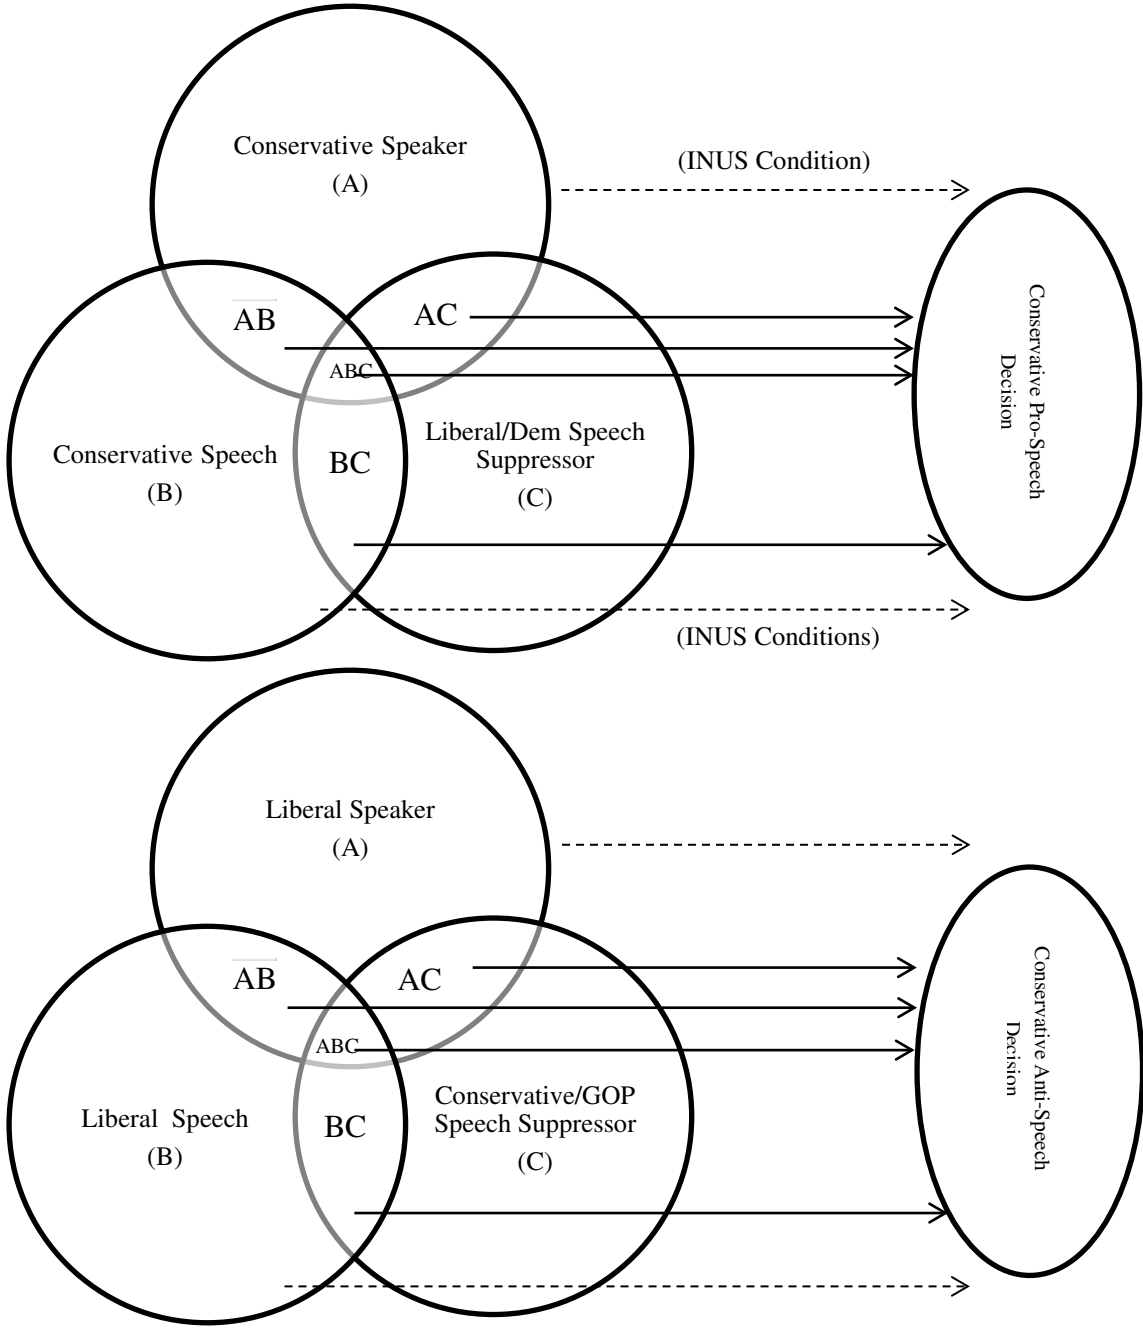 Conservative Speaker
(A)
(INUS Condition)
AB
AC
ABC
Conservative Speech
(B)
BC
Liberal/Dem Speech
Suppressor
(C)
Conservative Pro-Speech
Decision
(INUS Conditions)
Liberal Speaker
(A)
AB
AC
ABC
Liberal Speech
(B)
BC
Conservative/GOP
Speech Suppressor
(C)
Conservative Anti-Speech
Decision